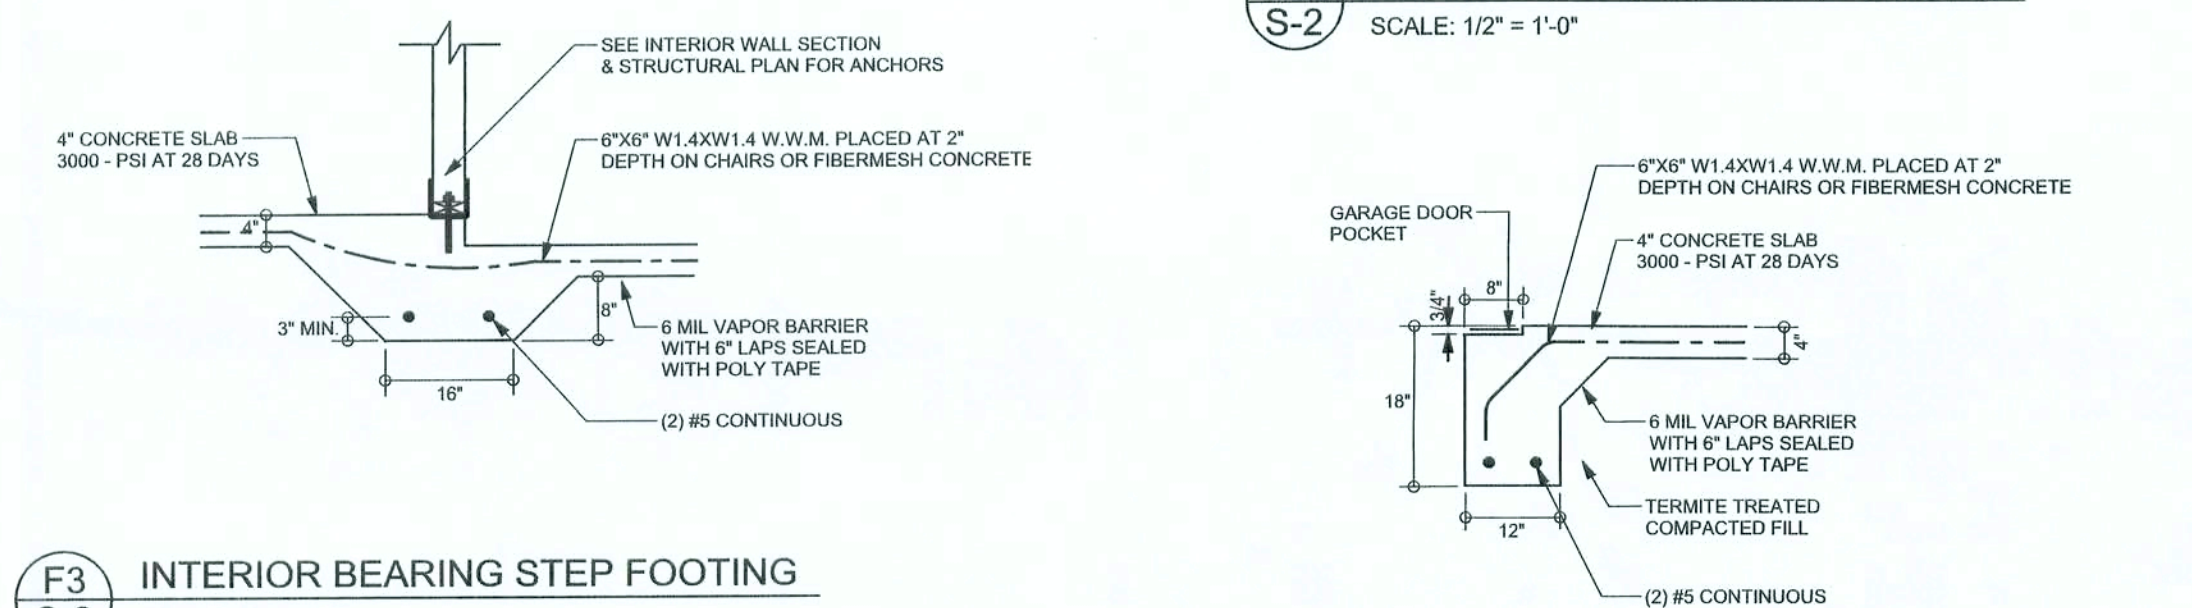 SEE INTERIOR WALL SECTION
& STRUCTURAL PLAN FOR ANCHORS
4" CONCRETE SLAB
3000 - PSI AT 28 DAYS
6"X6" W1.4XW1.4 W.W.M. PLACED AT 2"
DEPTH ON CHAIRS OR FIBERMESH CONCRETE
4"
8"
3" MIN.
6 MIL VAPOR BARRIER
WITH 6" LAPS SEALED
WITH POLY TAPE
16"
(2) #5 CONTINUOUS
F3
INTERIOR BEARING STEP FOOTING
S-2
SCALE: 1/2" = 1'-0"
6"X6" W1.4XW1.4 W.W.M. PLACED AT 2"
DEPTH ON CHAIRS OR FIBERMESH CONCRETE
GARAGE DOOR
POCKET
4" CONCRETE SLAB
3000 - PSI AT 28 DAYS
8"
3/4"
4"
18"
6 MIL VAPOR BARRIER
WITH 6" LAPS SEALED
WITH POLY TAPE
TERMITE TREATED
COMPACTED FILL
12"
(2) #5 CONTINUOUS